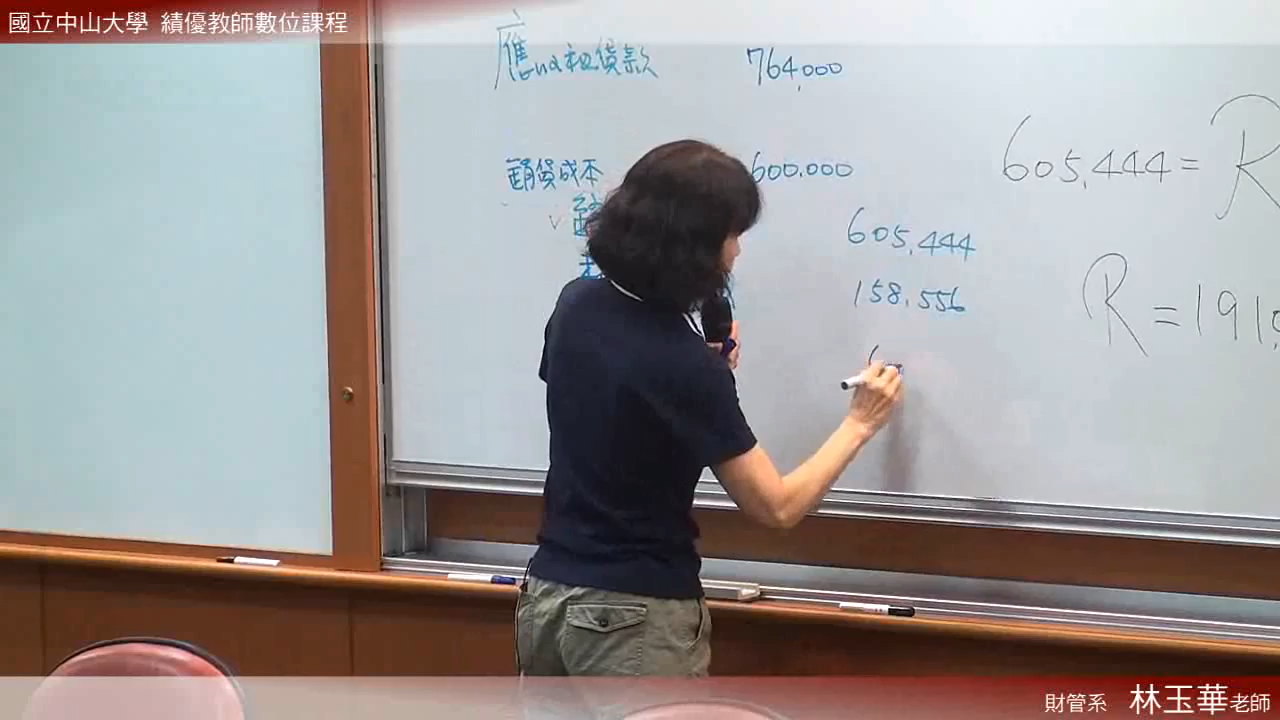 國立中山大學 績優教師數位課程
應收租賃款 764,000
605,444 = R
銷貨成本 600.000
605,444
158,556
R = 191
6
財管系 林玉華老師